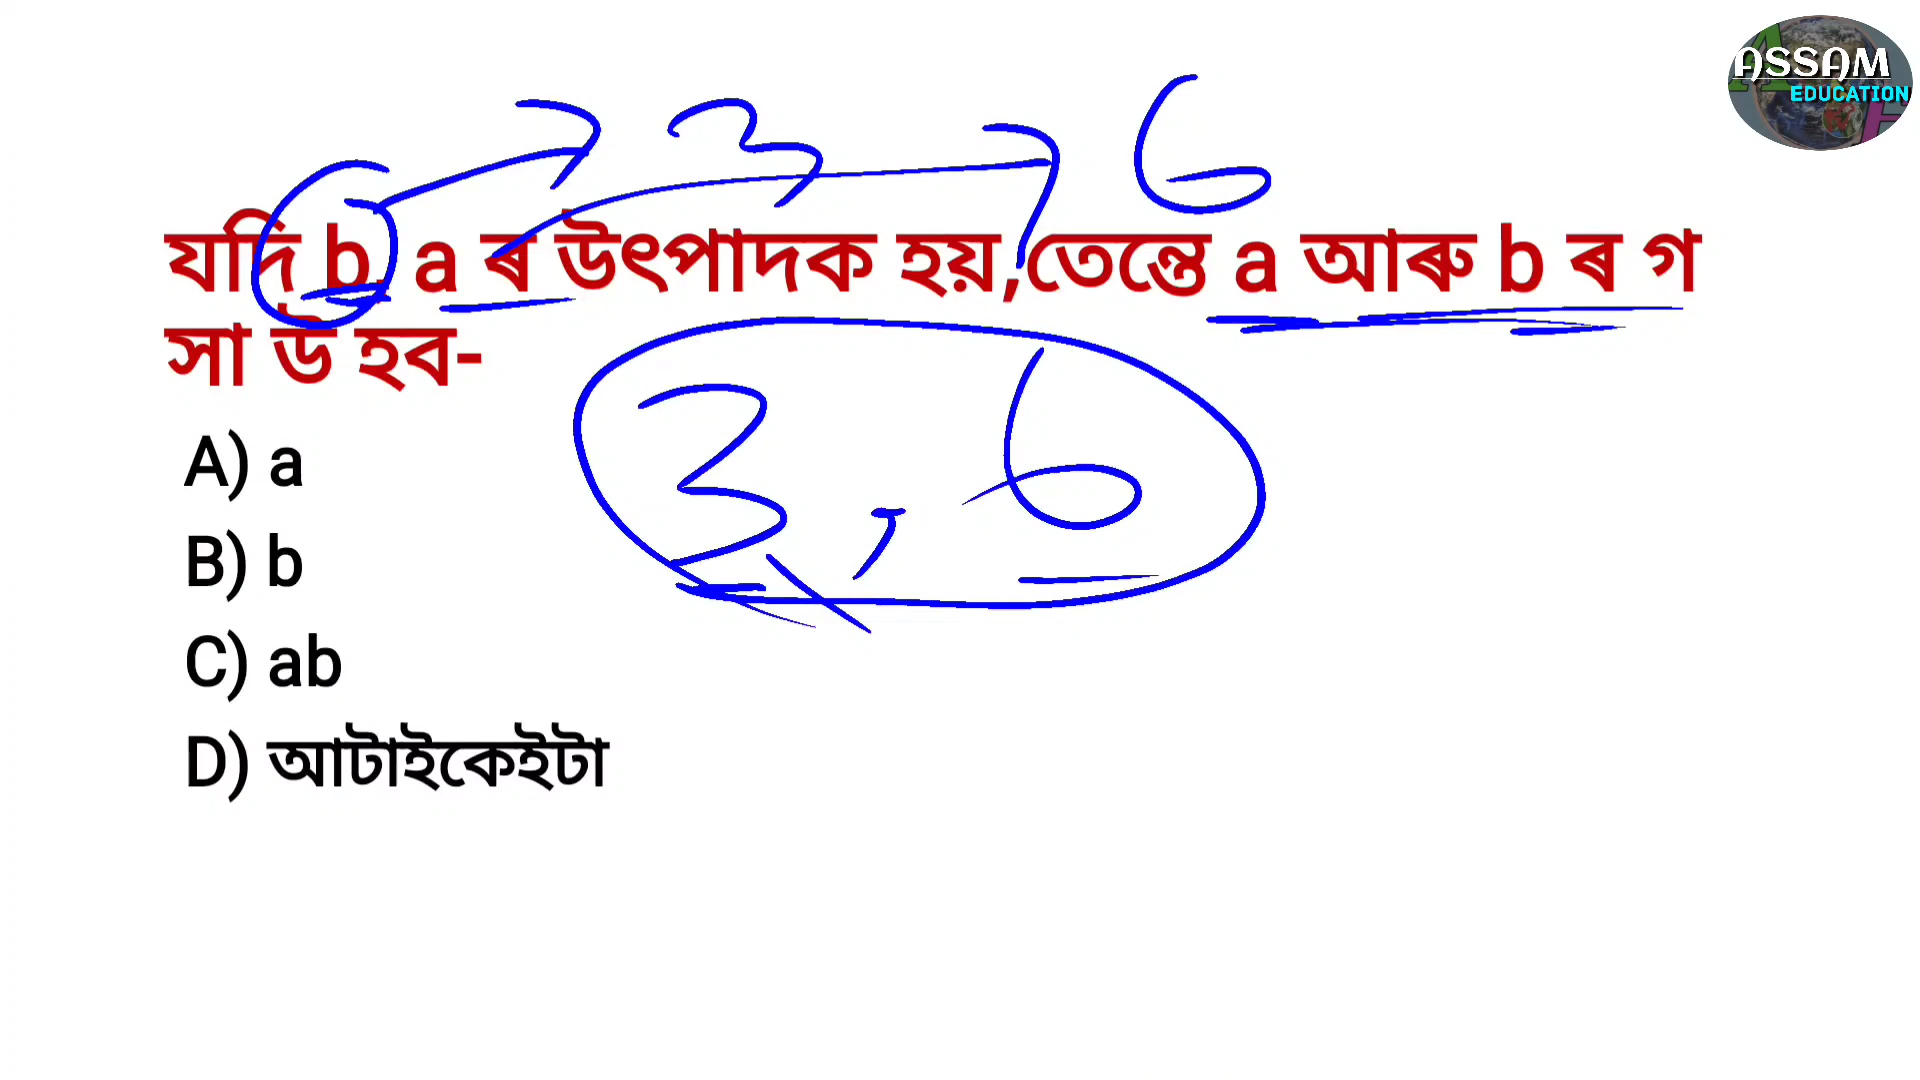 ASSAM
EDUCATION
3 6
যদি b, a ৰ উৎপাদক হয়,তেন্তে a আৰু b ৰ গ
সা উ হব-
3, 6
A) a
B) b
C) ab
D) আটাইকেইটা